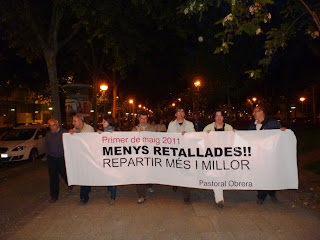 Primer de maig 2011
MENYS RETALLADES!!
REPARTIR MÉS I MILLOR
Pastoral Obrera